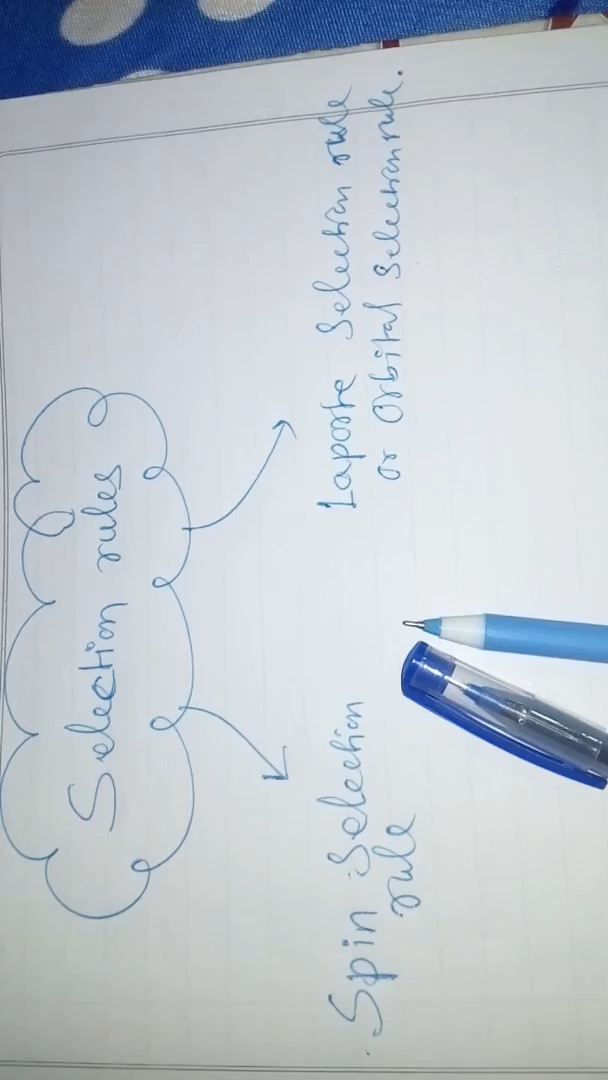 Selection rules
Spin Selection
rule
Laporte Selection rule
or Orbital Selection rule.